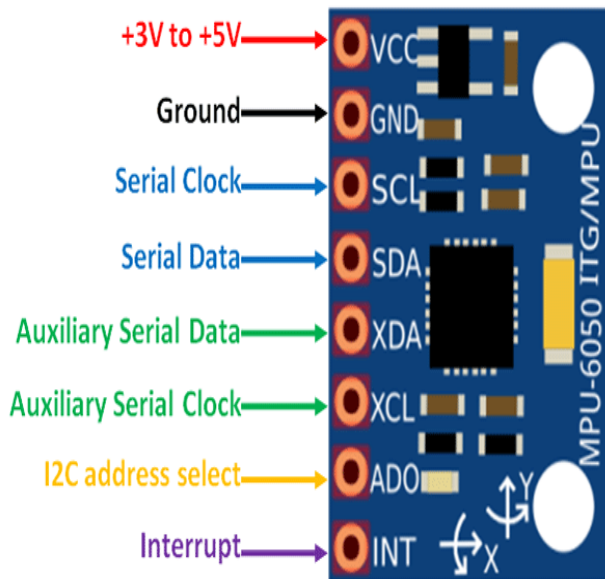 +3V to +5V VCC
Ground GND
Serial Clock SCL
Serial Data SDA
Auxiliary Serial Data XDA
Auxiliary Serial Clock XCL
I2C address select ADO
Interrupt INT
X
Y
MPU-6050 ITG/MPU